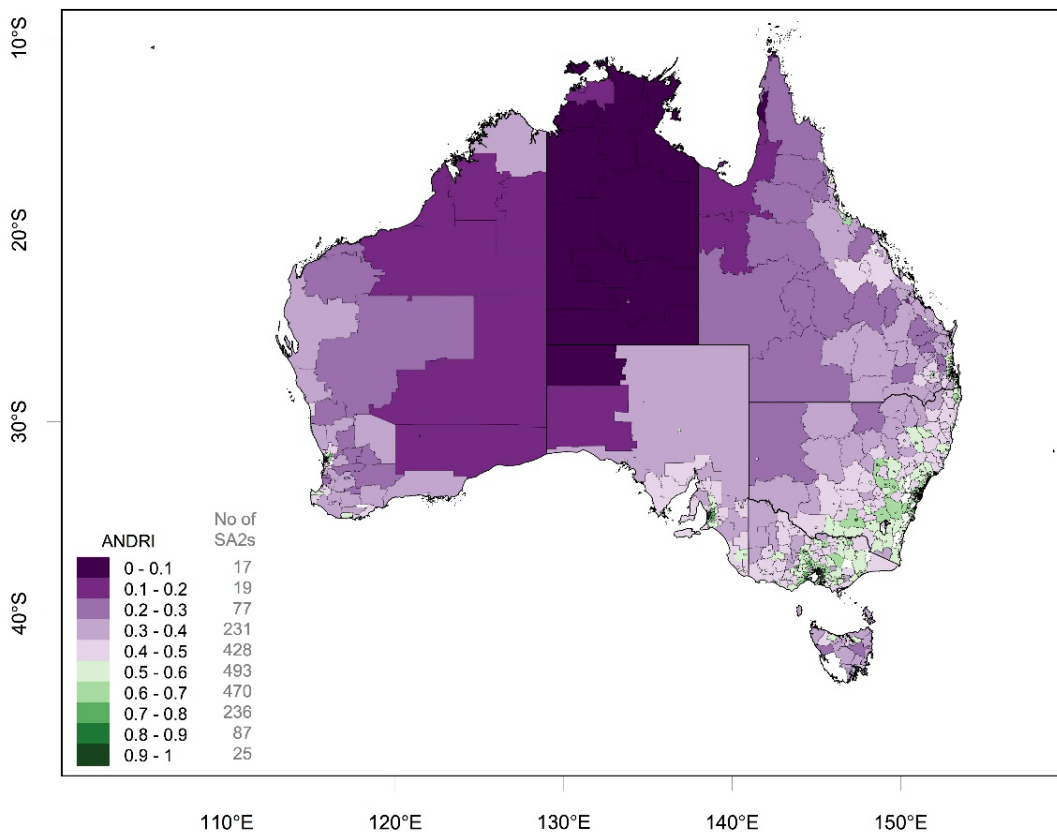 10°S
20°S
30°S
40°S
No of
ANDRI SA2s
0 - 0.1 17
0.1 - 0.2 19
0.2 - 0.3 77
0.3 - 0.4 231
0.4 - 0.5 428
0.5 - 0.6 493
0.6 - 0.7 470
0.7 - 0.8 236
0.8 - 0.9 87
0.9 - 1 25
110°E 120°E 130°E 140°E 150°E